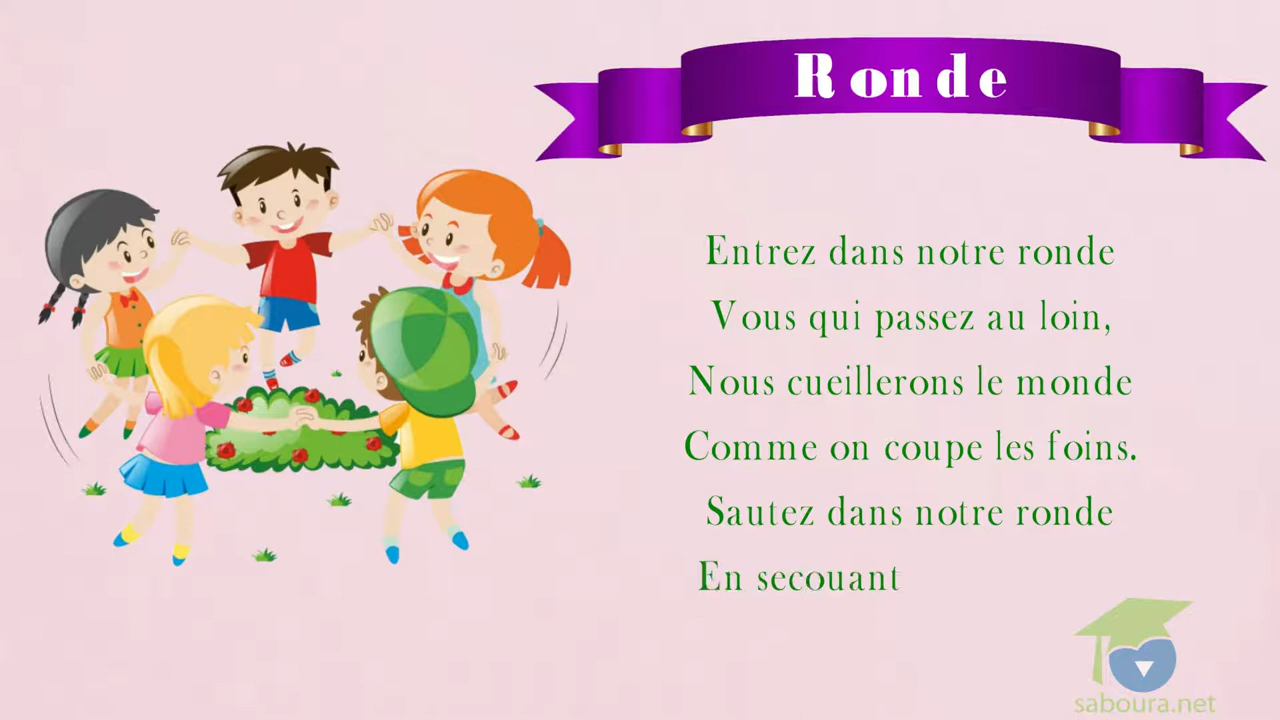 Ronde
Entrez dans notre ronde
Vous qui passez au loin,
Nous cueillerons le monde
Comme on coupe les foins.
Sautez dans notre ronde
En secouant
saboura.net